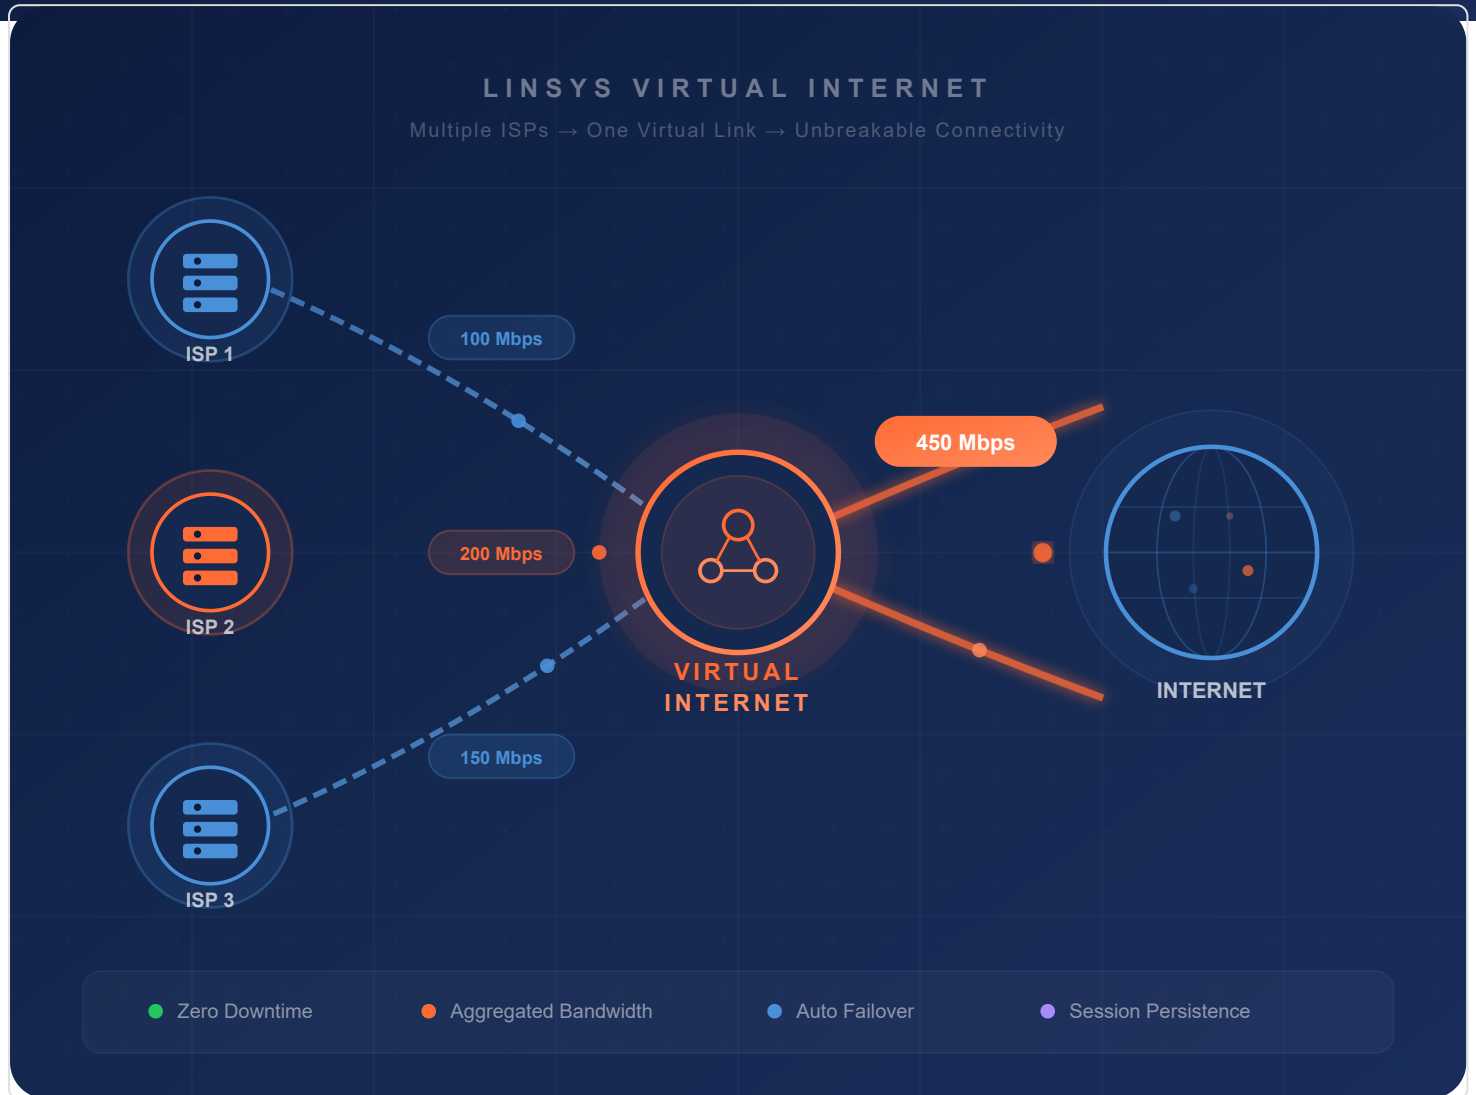 LINSYS VIRTUAL INTERNET
Multiple ISPs → One Virtual Link → Unbreakable Connectivity
ISP 1
100 Mbps
450 Mbps
ISP 2
200 Mbps
VIRTUAL
INTERNET
INTERNET
150 Mbps
ISP 3
Zero Downtime
Aggregated Bandwidth
Auto Failover
Session Persistence